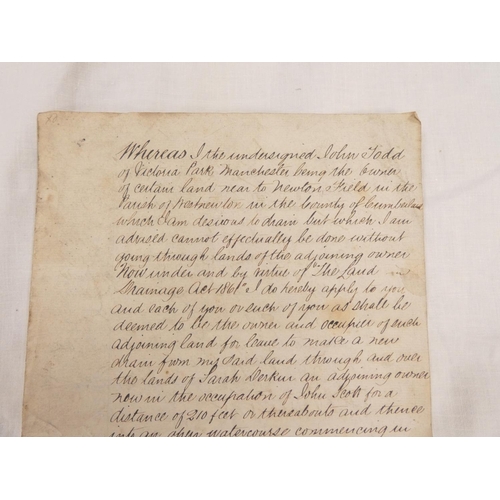 Whereas I the undersigned John Todd
of Victoria Park Manchester being the Owner
of certain land near to Newton Field in the
Parish of Westnewton in the County of Cumberland
which I am desirous to drain but which I am
advised cannot effectually be done without
going through lands of the adjoining owner
Now under and by virtue of "The Land
Drainage Act 1861" I do hereby apply to you
and each of you or such of you as shall be
deemed to be the owner and occupier of such
adjoining land for leave to make a new
drain from my said land through and over
the lands of Sarah an adjoining owner
now in the occupation of John Scott for a
distance of 210 feet or thereabouts and thence
into an open watercourse commencing in